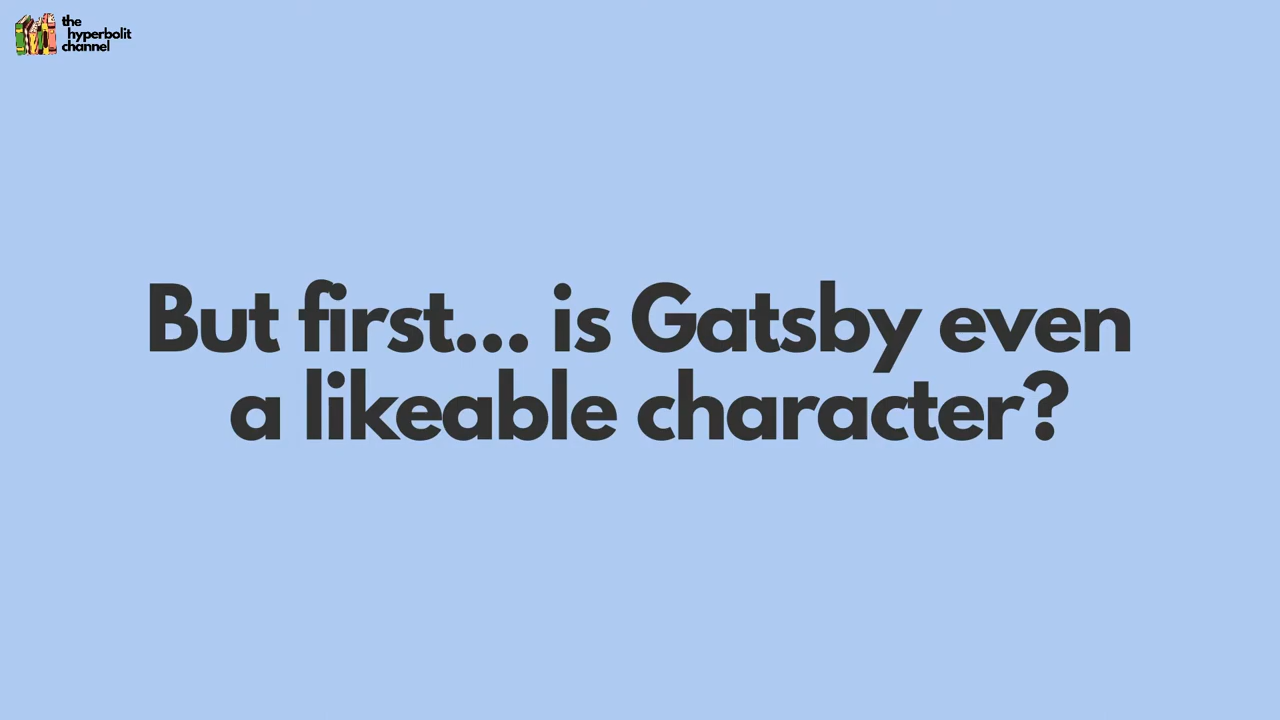 the
hyperbolit
channel
But first... is Gatsby even
a likeable character?